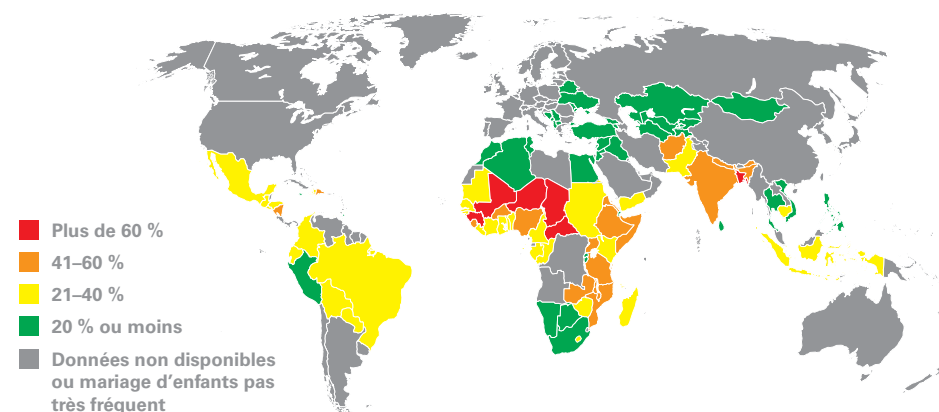 Plus de 60 %
41–60 %
21–40 %
20 % ou moins
Données non disponibles
ou mariage d’enfants pas
très fréquent